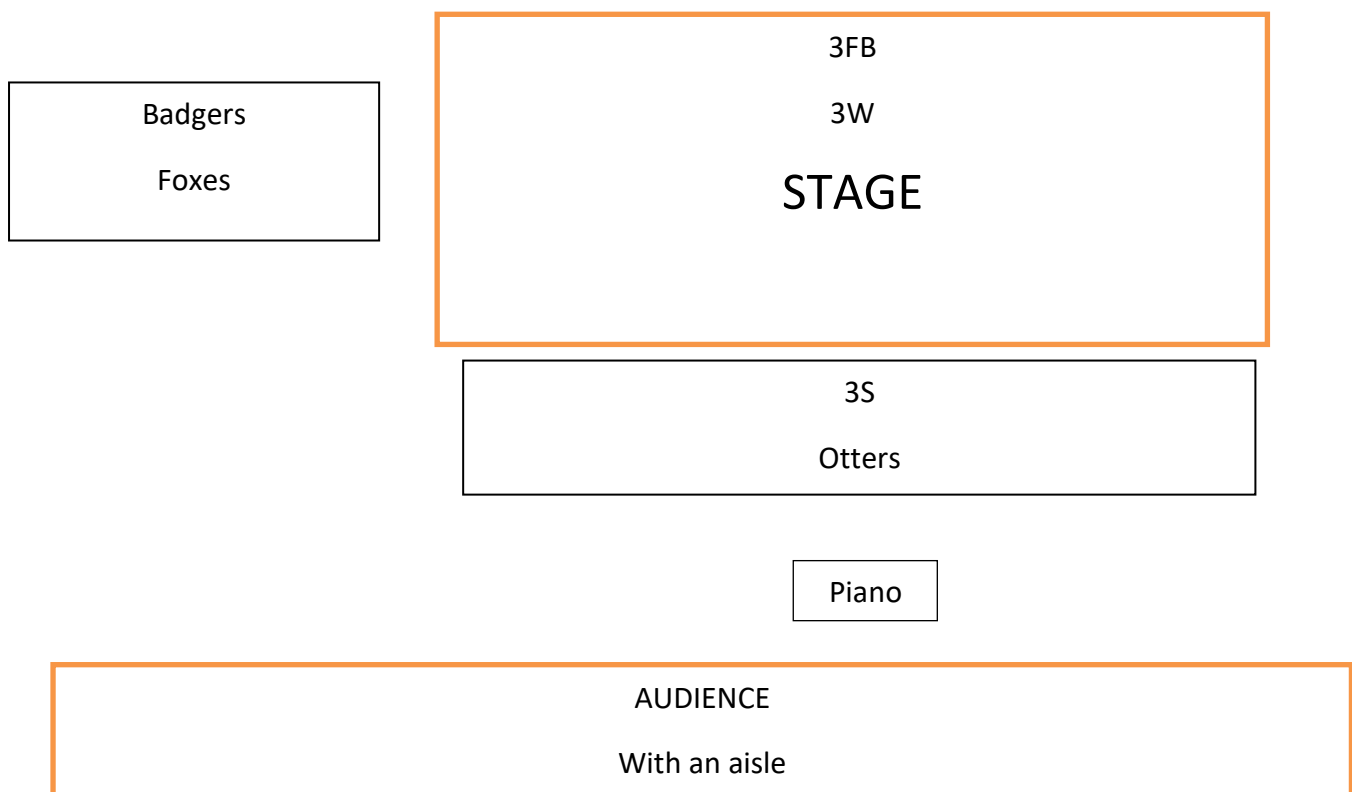 3FB
3W
STAGE
Badgers
Foxes
3S
Otters
Piano
AUDIENCE
With an aisle